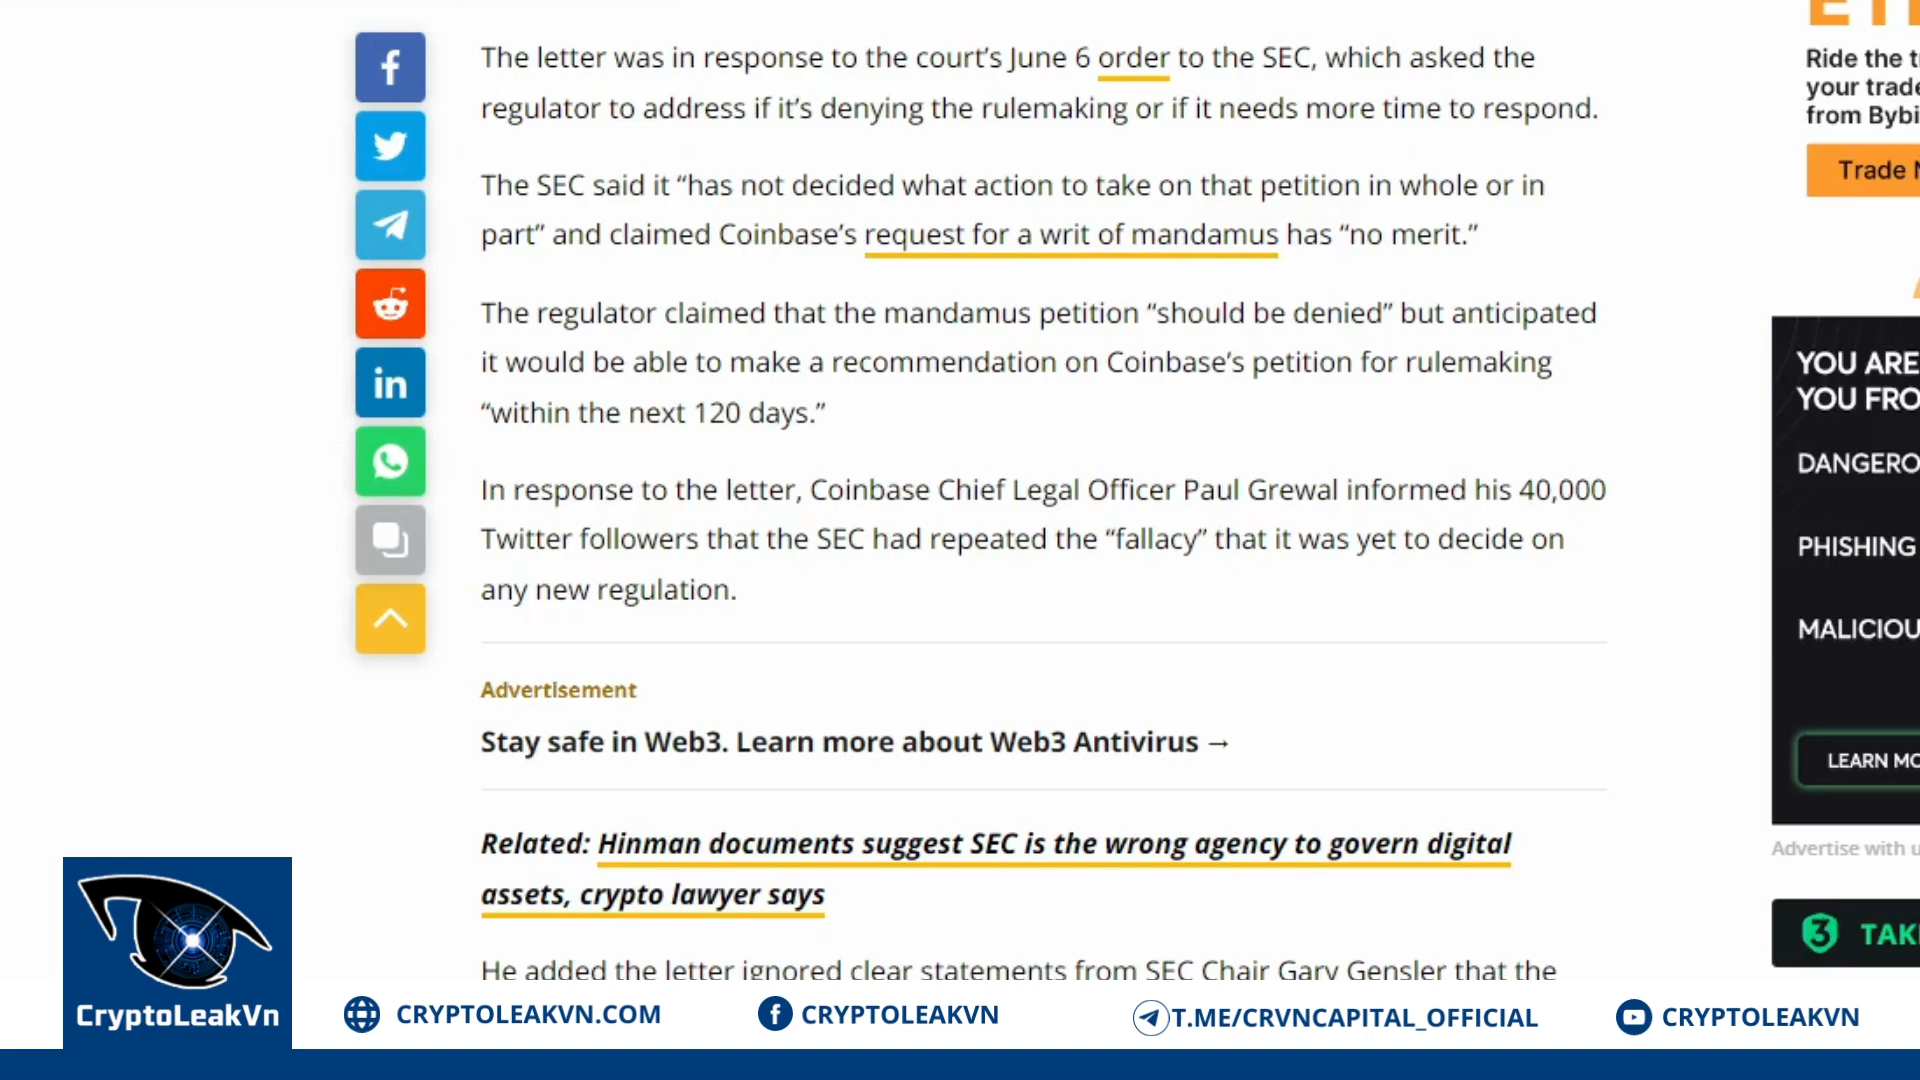 The letter was in response to the court’s June 6 order to the SEC, which asked the
regulator to address if it’s denying the rulemaking or if it needs more time to respond.
The SEC said it “has not decided what action to take on that petition in whole or in
part” and claimed Coinbase’s request for a writ of mandamus has “no merit.”
The regulator claimed that the mandamus petition “should be denied” but anticipated
it would be able to make a recommendation on Coinbase’s petition for rulemaking
“within the next 120 days.”
In response to the letter, Coinbase Chief Legal Officer Paul Grewal informed his 40,000
Twitter followers that the SEC had repeated the “fallacy” that it was yet to decide on
any new regulation.
Advertisement
Stay safe in Web3. Learn more about Web3 Antivirus →
Related: Hinman documents suggest SEC is the wrong agency to govern digital
assets, crypto lawyer says
He added the letter ignored clear statements from SEC Chair Gary Gensler that the
Ride the
your trade
from
Trade
YOU ARE
YOU
PHISHING
LEARN
Advertise with
3
CryptoLeakVn
CRYPTOLEAKVN.COM
CRYPTOLEAKVN
T.ME/CRVNCAPITAL_OFFICIAL
CRYPTOLEAKVN